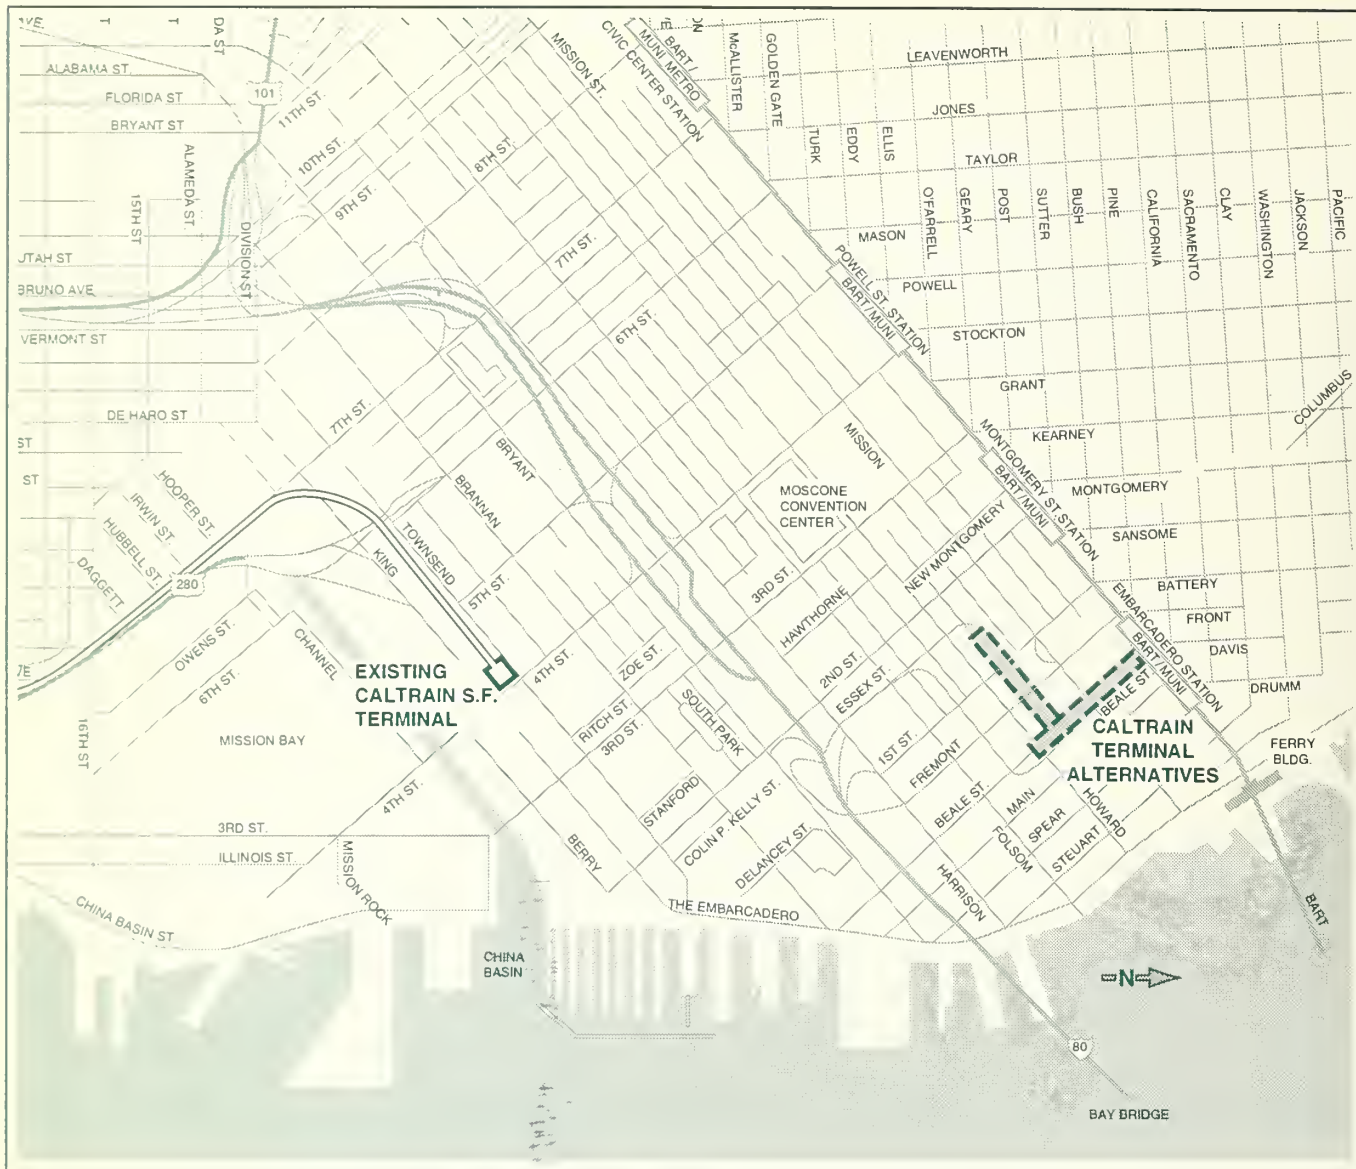 AVE
T
T
DA ST
ALABAMA ST.
FLORIDA ST
BRYANT ST
101
11TH ST.
10TH ST.
9TH ST.
8TH ST.
7TH ST.
6TH ST.
MISSION ST.
CIVIC CENTER STATION
BART/
MUNI METRO
ON
N
McALLISTER
GOLDEN GATE
TURK
EDDY
ELLIS
LEAVENWORTH
JONES
TAYLOR
O'FARRELL
GEARY
POST
SUTTER
BUSH
PINE
CALIFORNIA
SACRAMENTO
CLAY
WASHINGTON
JACKSON
PACIFIC
MASON
POWELL
STOCKTON
GRANT
KEARNEY
COLUMBUS
MONTGOMERY
SANSOME
BATTERY
FRONT
DAVIS
DRUMM
15TH ST
ALAMEDA ST
DIVISION ST
UTAH ST
BRUNO AVE
VERMONT ST
DE HARO ST
ST
ST
POWELL ST. STATION
BART/MUNI
MONTGOMERY ST. STATION
BART/MUNI
EMBARCADERO STATION
BART/MUNI
7TH ST.
BRYANT
BRANNAN
TOWNSEND
KING
5TH ST.
HOOPER ST.
IRWIN ST.
HUBBELL ST.
DAGGETT
280
OWENS ST.
6TH ST.
CHANNEL
16TH ST
MISSION
MOSCONE
CONVENTION
CENTER
3RD ST.
HAWTHORNE
NEW MONTGOMERY
2ND ST.
ESSEX ST.
1ST ST.
FREMONT
BEALE ST.
BEALE ST.
MAIN
SPEAR
STEUART
HOWARD
FOLSOM
HARRISON
EXISTING
CALTRAIN S.F.
TERMINAL
CALTRAIN
TERMINAL
ALTERNATIVES
FERRY
BLDG.
4TH ST.
ZOE ST.
RITCH ST.
3RD ST.
SOUTH PARK
STANFORD
COLIN P. KELLY ST.
DELANCEY ST.
BERRY
THE EMBARCADERO
MISSION BAY
4TH ST.
3RD ST.
ILLINOIS ST.
MISSION ROCK
CHINA BASIN ST
CHINA
BASIN
BART
N
80
BAY BRIDGE